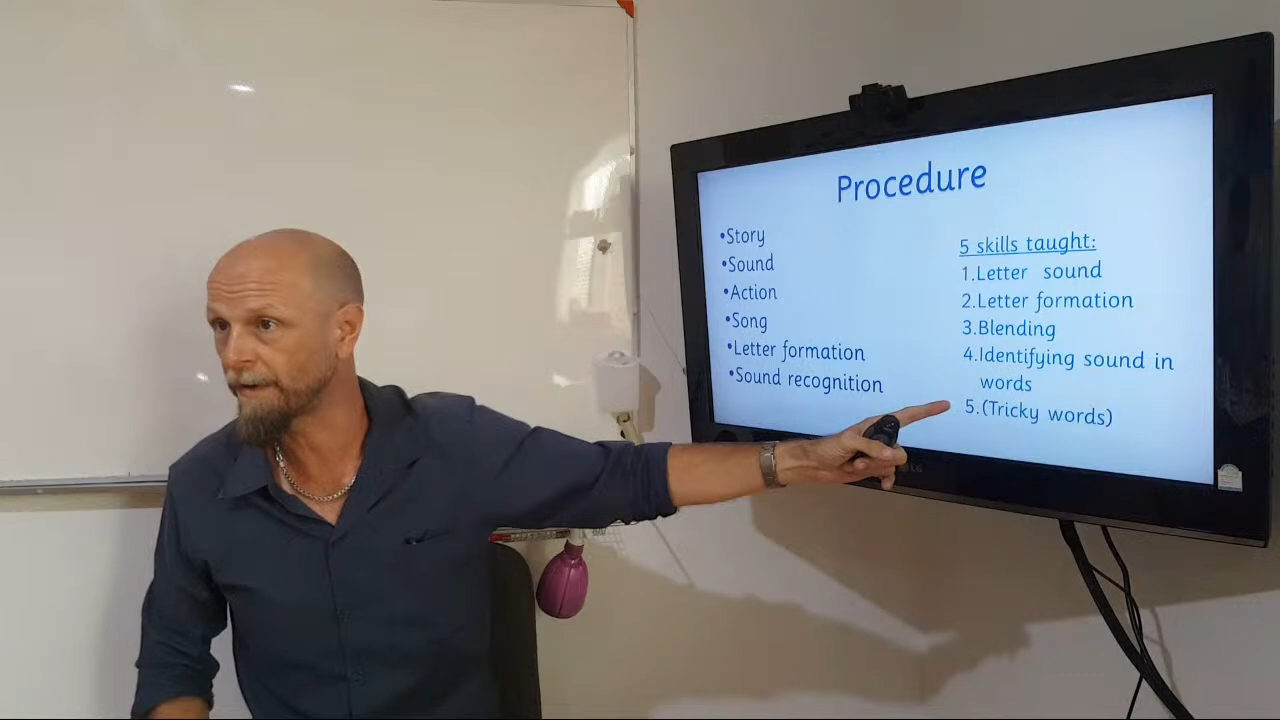 Procedure
•Story
•Sound
•Action
•Song
•Letter formation
•Sound recognition
5 skills taught:
1.Letter sound
2.Letter formation
3.Blending
4.Identifying sound in
words
5.(Tricky words)
LG